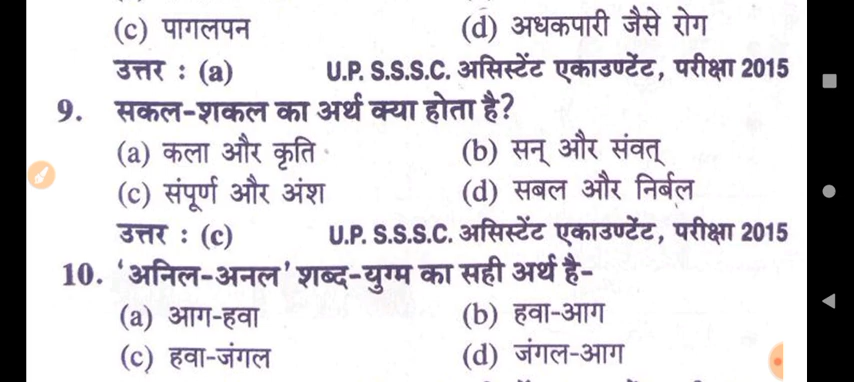 (c) पागलपन (d) अधकपारी जैसे रोग
उत्तर : (a) U.P. S.S.S.C. असिस्टेंट एकाउण्टेंट, परीक्षा 2015
9. सकल-शकल का अर्थ क्या होता है?
(a) कला और कृति (b) सन् और संवत्
(c) संपूर्ण और अंश (d) सबल और निर्बल
उत्तर : (c) U.P. S.S.S.C. असिस्टेंट एकाउण्टेंट, परीक्षा 2015
10. 'अनिल-अनल' शब्द-युग्म का सही अर्थ है-
(a) आग-हवा (b) हवा-आग
(c) हवा-जंगल (d) जंगल-आग